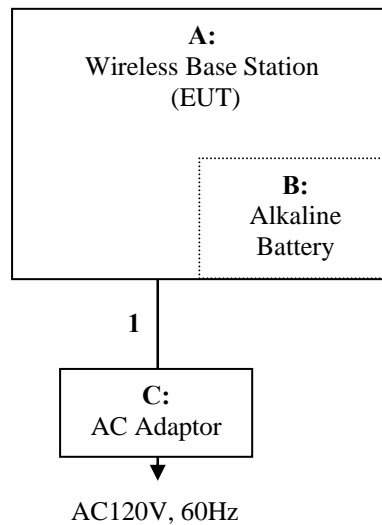 A:
Wireless Base Station
(EUT)
B:
Alkaline
Battery
1
C:
AC Adaptor
AC120V, 60Hz